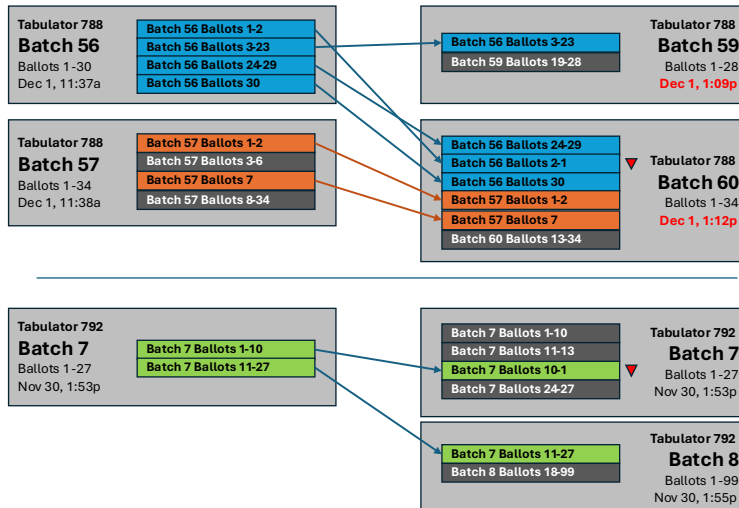 Tabulator 788
Batch 56
Ballots 1-30
Dec 1, 11:37a
Batch 56 Ballots 1-2
Batch 56 Ballots 3-23
Batch 56 Ballots 24-29
Batch 56 Ballots 30
Batch 56 Ballots 3-23
Batch 59 Ballots 19-28
Tabulator 788
Batch 59
Ballots 1-28
Dec 1, 1:09p
Tabulator 788
Batch 57
Ballots 1-34
Dec 1, 11:38a
Batch 57 Ballots 1-2
Batch 57 Ballots 3-6
Batch 57 Ballots 7
Batch 57 Ballots 8-34
Batch 56 Ballots 24-29
Batch 56 Ballots 2-1
Batch 56 Ballots 30
Batch 57 Ballots 1-2
Batch 57 Ballots 7
Batch 60 Ballots 13-34
Tabulator 788
Batch 60
Ballots 1-34
Dec 1, 1:12p
Tabulator 792
Batch 7
Ballots 1-27
Nov 30, 1:53p
Batch 7 Ballots 1-10
Batch 7 Ballots 11-27
Batch 7 Ballots 1-10
Batch 7 Ballots 11-13
Batch 7 Ballots 10-1
Batch 7 Ballots 24-27
Tabulator 792
Batch 7
Ballots 1-27
Nov 30, 1:53p
Batch 7 Ballots 11-27
Batch 8 Ballots 18-99
Tabulator 792
Batch 8
Ballots 1-99
Nov 30, 1:55p